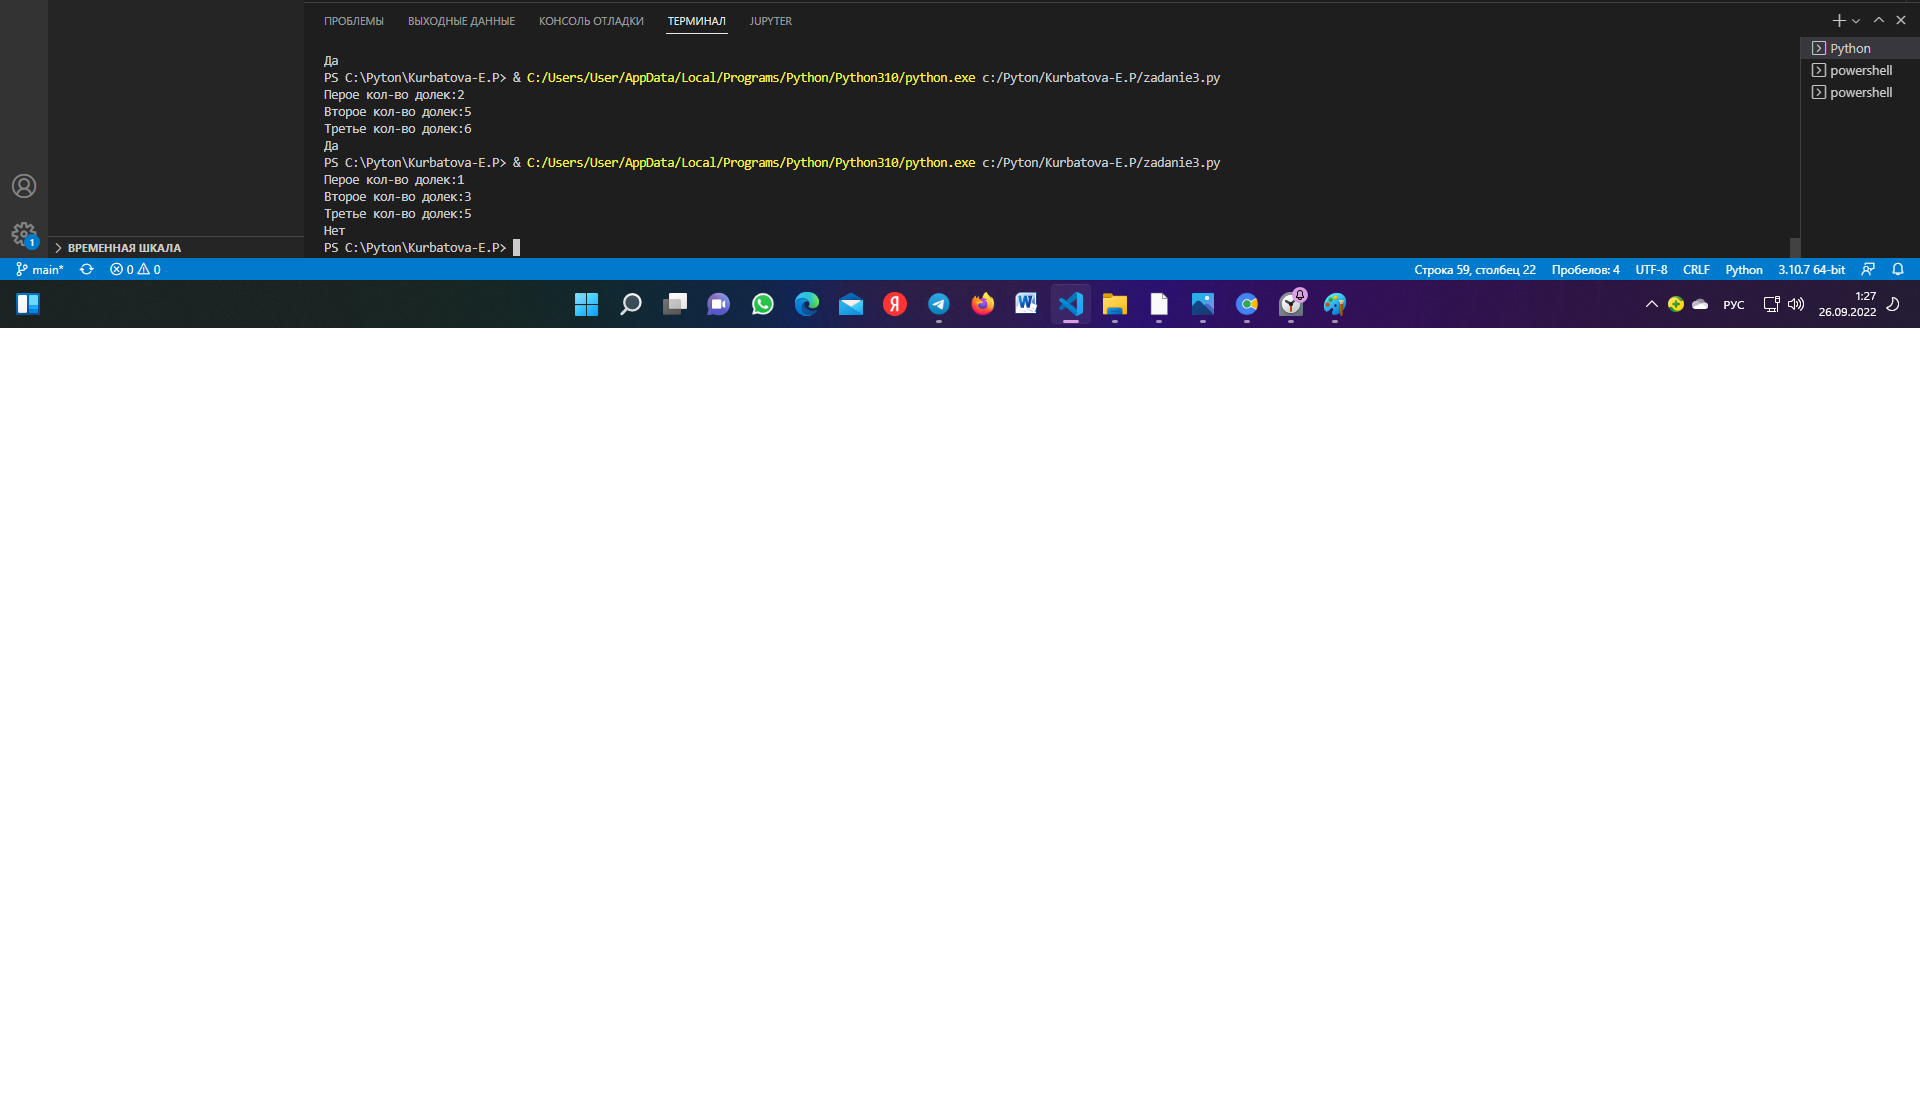 ПРОБЛЕМЫ ВЫХОДНЫЕ ДАННЫЕ КОНСОЛЬ ОТЛАДКИ ТЕРМИНАЛ JUPYTER
Да
PS C:\Pyton\Kurbatova-E.P> & C:/Users/User/AppData/Local/Programs/Python/Python310/python.exe c:/Pyton/Kurbatova-E.P/zadanie3.py
Перое кол-во долек:2
Второе кол-во долек:5
Третье кол-во долек:6
Да
PS C:\Pyton\Kurbatova-E.P> & C:/Users/User/AppData/Local/Programs/Python/Python310/python.exe c:/Pyton/Kurbatova-E.P/zadanie3.py
Перое кол-во долек:1
Второе кол-во долек:3
Третье кол-во долек:5
Нет
PS C:\Pyton\Kurbatova-E.P>
Python
powershell
powershell
1
ВРЕМЕННАЯ ШКАЛА
main* 0 0 Строка 59, столбец 22 Пробелов: 4 UTF-8 CRLF Python 3.10.7 64-bit
Я W РУС 1:27
26.09.2022